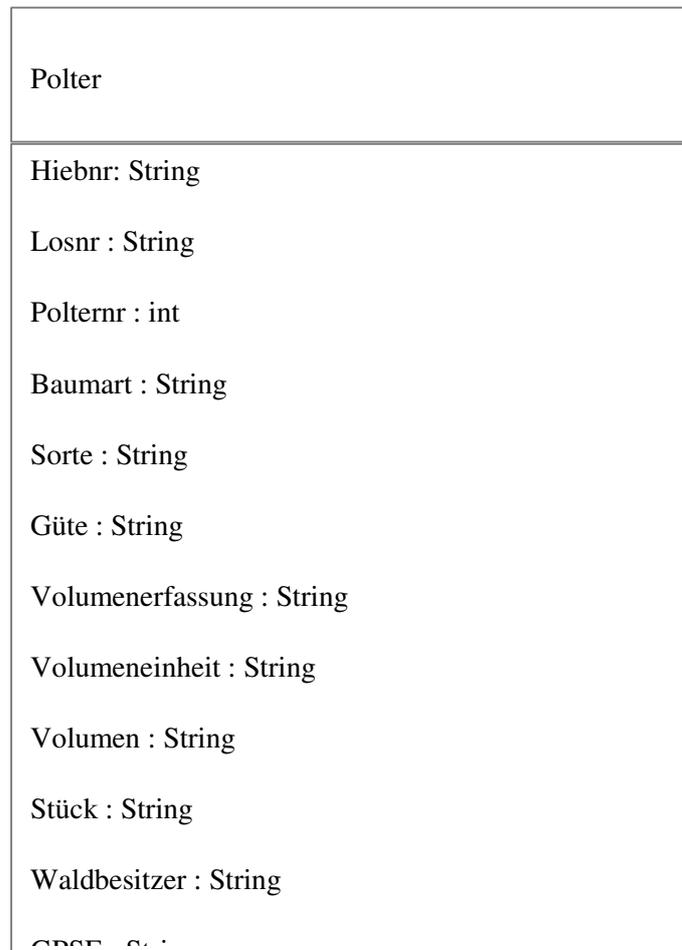 Polter
Hiebnr: String
Losnr : String
Polternr : int
Baumart : String
Sorte : String
Güte : String
Volumenerfassung : String
Volumeneinheit : String
Volumen : String
Stück : String
Waldbesitzer : String